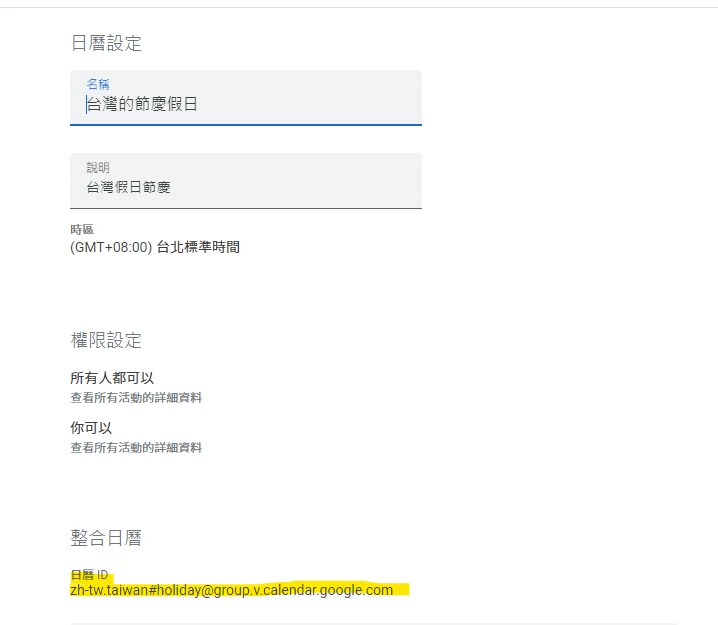 日曆設定
名稱
台灣的節慶假日
說明
台灣假日節慶
時區
(GMT+08:00) 台北標準時間
權限設定
所有人都可以
查看所有活動的詳細資料
你可以
查看所有活動的詳細資料
整合日曆
日曆 ID
zh-tw.taiwan#holiday@group.v.calendar.google.com